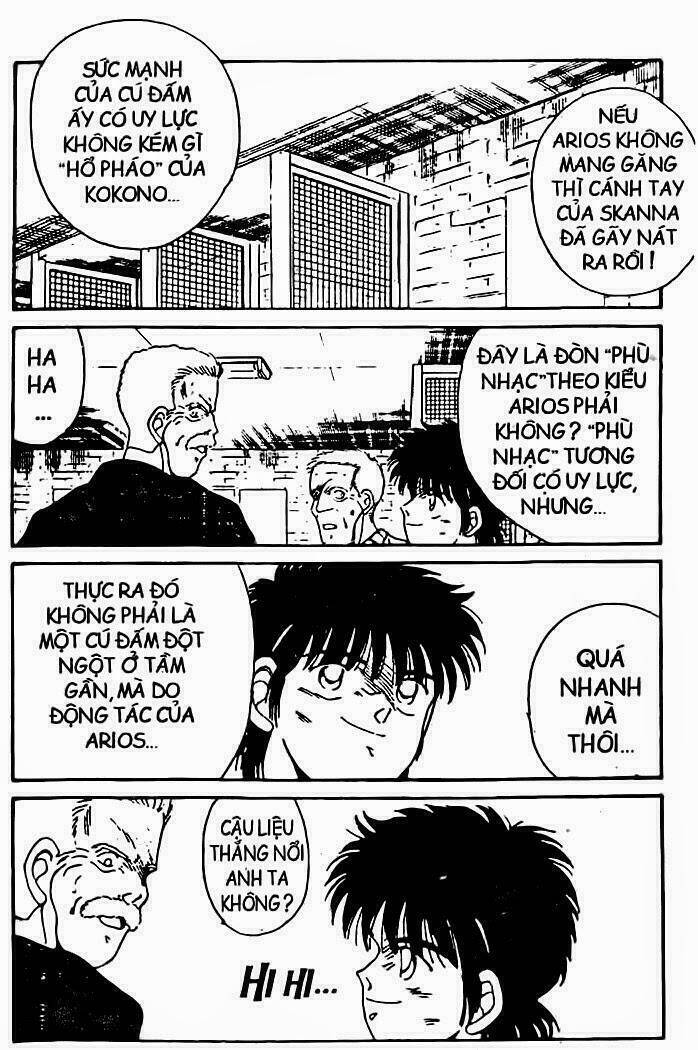 SỨC MẠNH
CỦA CÚ ĐẤM
ẤY CÓ UY LỰC
KHÔNG KÉM GÌ
"HỔ PHÁO" CỦA
KOKONO...
NẾU
ARIOS KHÔNG
MANG GĂNG
THÌ CÁNH TAY
CỦA SKANNA
ĐÃ GÃY NÁT
RA RỒI!
HA
HA
...
ĐÂY LÀ ĐÒN "PHÙ
NHẠC" THEO KIỂU
ARIOS PHẢI
KHÔNG? "PHÙ
NHẠC" TƯƠNG
ĐỐI CÓ UY LỰC,
NHƯNG...
THỰC RA ĐÓ
KHÔNG PHẢI LÀ
MỘT CÚ ĐẤM ĐỘT
NGỘT Ở TẦM
GẦN, MÀ DO
ĐỘNG TÁC CỦA
ARIOS...
QUÁ
NHANH
MÀ
THÔI...
CẬU LIỆU
THẮNG NỔI
ANH TA
KHÔNG?
HI HI...